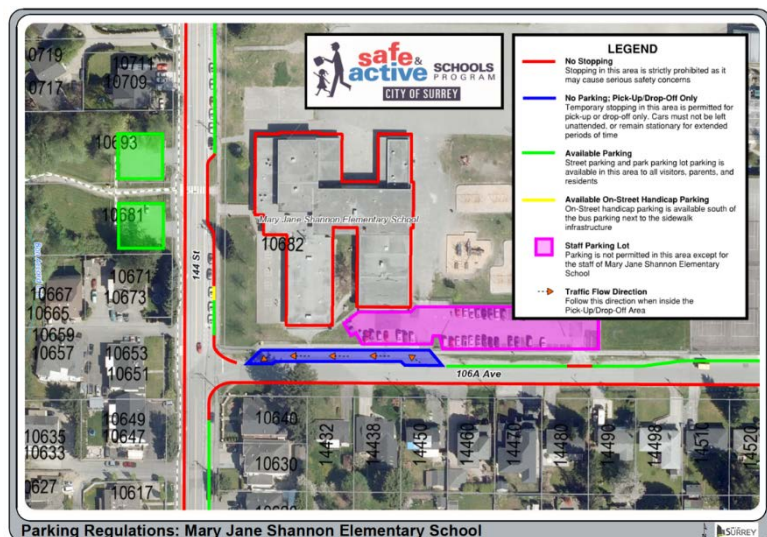 safe &
active SCHOOLS
PROGRAM
CITY OF SURREY
LEGEND
No Stopping
Stopping in this area is strictly prohibited as it
may cause serious safety concerns
No Parking; Pick-Up/Drop-Off Only
Temporary stopping in this area is permitted for
pick-up or drop-off only. Cars must not be left
unattended, or remain stationary for extended
periods of time
Available Parking
Street parking and park parking lot parking is
available in this area to all visitors, parents, and
residents
Available On-Street Handicap Parking
On-Street handicap parking is available south of
the bus parking next to the sidewalk
infrastructure
Staff Parking Lot
Parking is not permitted in this area except for
the staff of Mary Jane Shannon Elementary
School
Traffic Flow Direction
Follow this direction when inside the
Pick-Up/Drop-Off Area
10719
10711
10709
10717
10693
10681
Mary Jane Shannon Elementary School
10682
144 St
10671
10673
10667
10665
10659
10657
10653
10651
106A Ave
10649
10647
10635
10633
10627
10617
10640
10630
14432
14438
14450
14460
14470
14480
14490
14498
14510
14520
Parking Regulations: Mary Jane Shannon Elementary School
SURREY